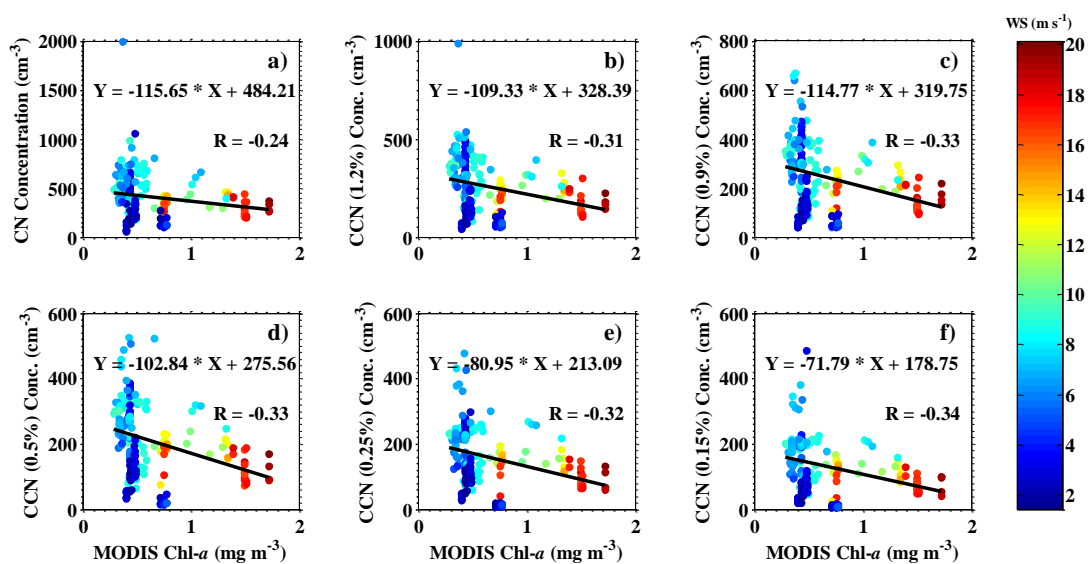 WS (m s-1)
a)
Y = -115.65 * X + 484.21
R = -0.24
CN Concentration (cm-3)
2000
1500
1000
500
0
0 1 2
b)
Y = -109.33 * X + 328.39
R = -0.31
CCN (1.2%) Conc. (cm-3)
1000
500
0
0 1 2
c)
Y = -114.77 * X + 319.75
R = -0.33
CCN (0.9%) Conc. (cm-3)
800
600
400
200
0
0 1 2
d)
Y = -102.84 * X + 275.56
R = -0.33
CCN (0.5%) Conc. (cm-3)
600
400
200
0
0 1 2
MODIS Chl-a (mg m-3)
e)
Y = -80.95 * X + 213.09
R = -0.32
CCN (0.25%) Conc. (cm-3)
600
400
200
0
0 1 2
MODIS Chl-a (mg m-3)
f)
Y = -71.79 * X + 178.75
R = -0.34
CCN (0.15%) Conc. (cm-3)
600
400
200
0
0 1 2
MODIS Chl-a (mg m-3)
20
18
16
14
12
10
8
6
4
2